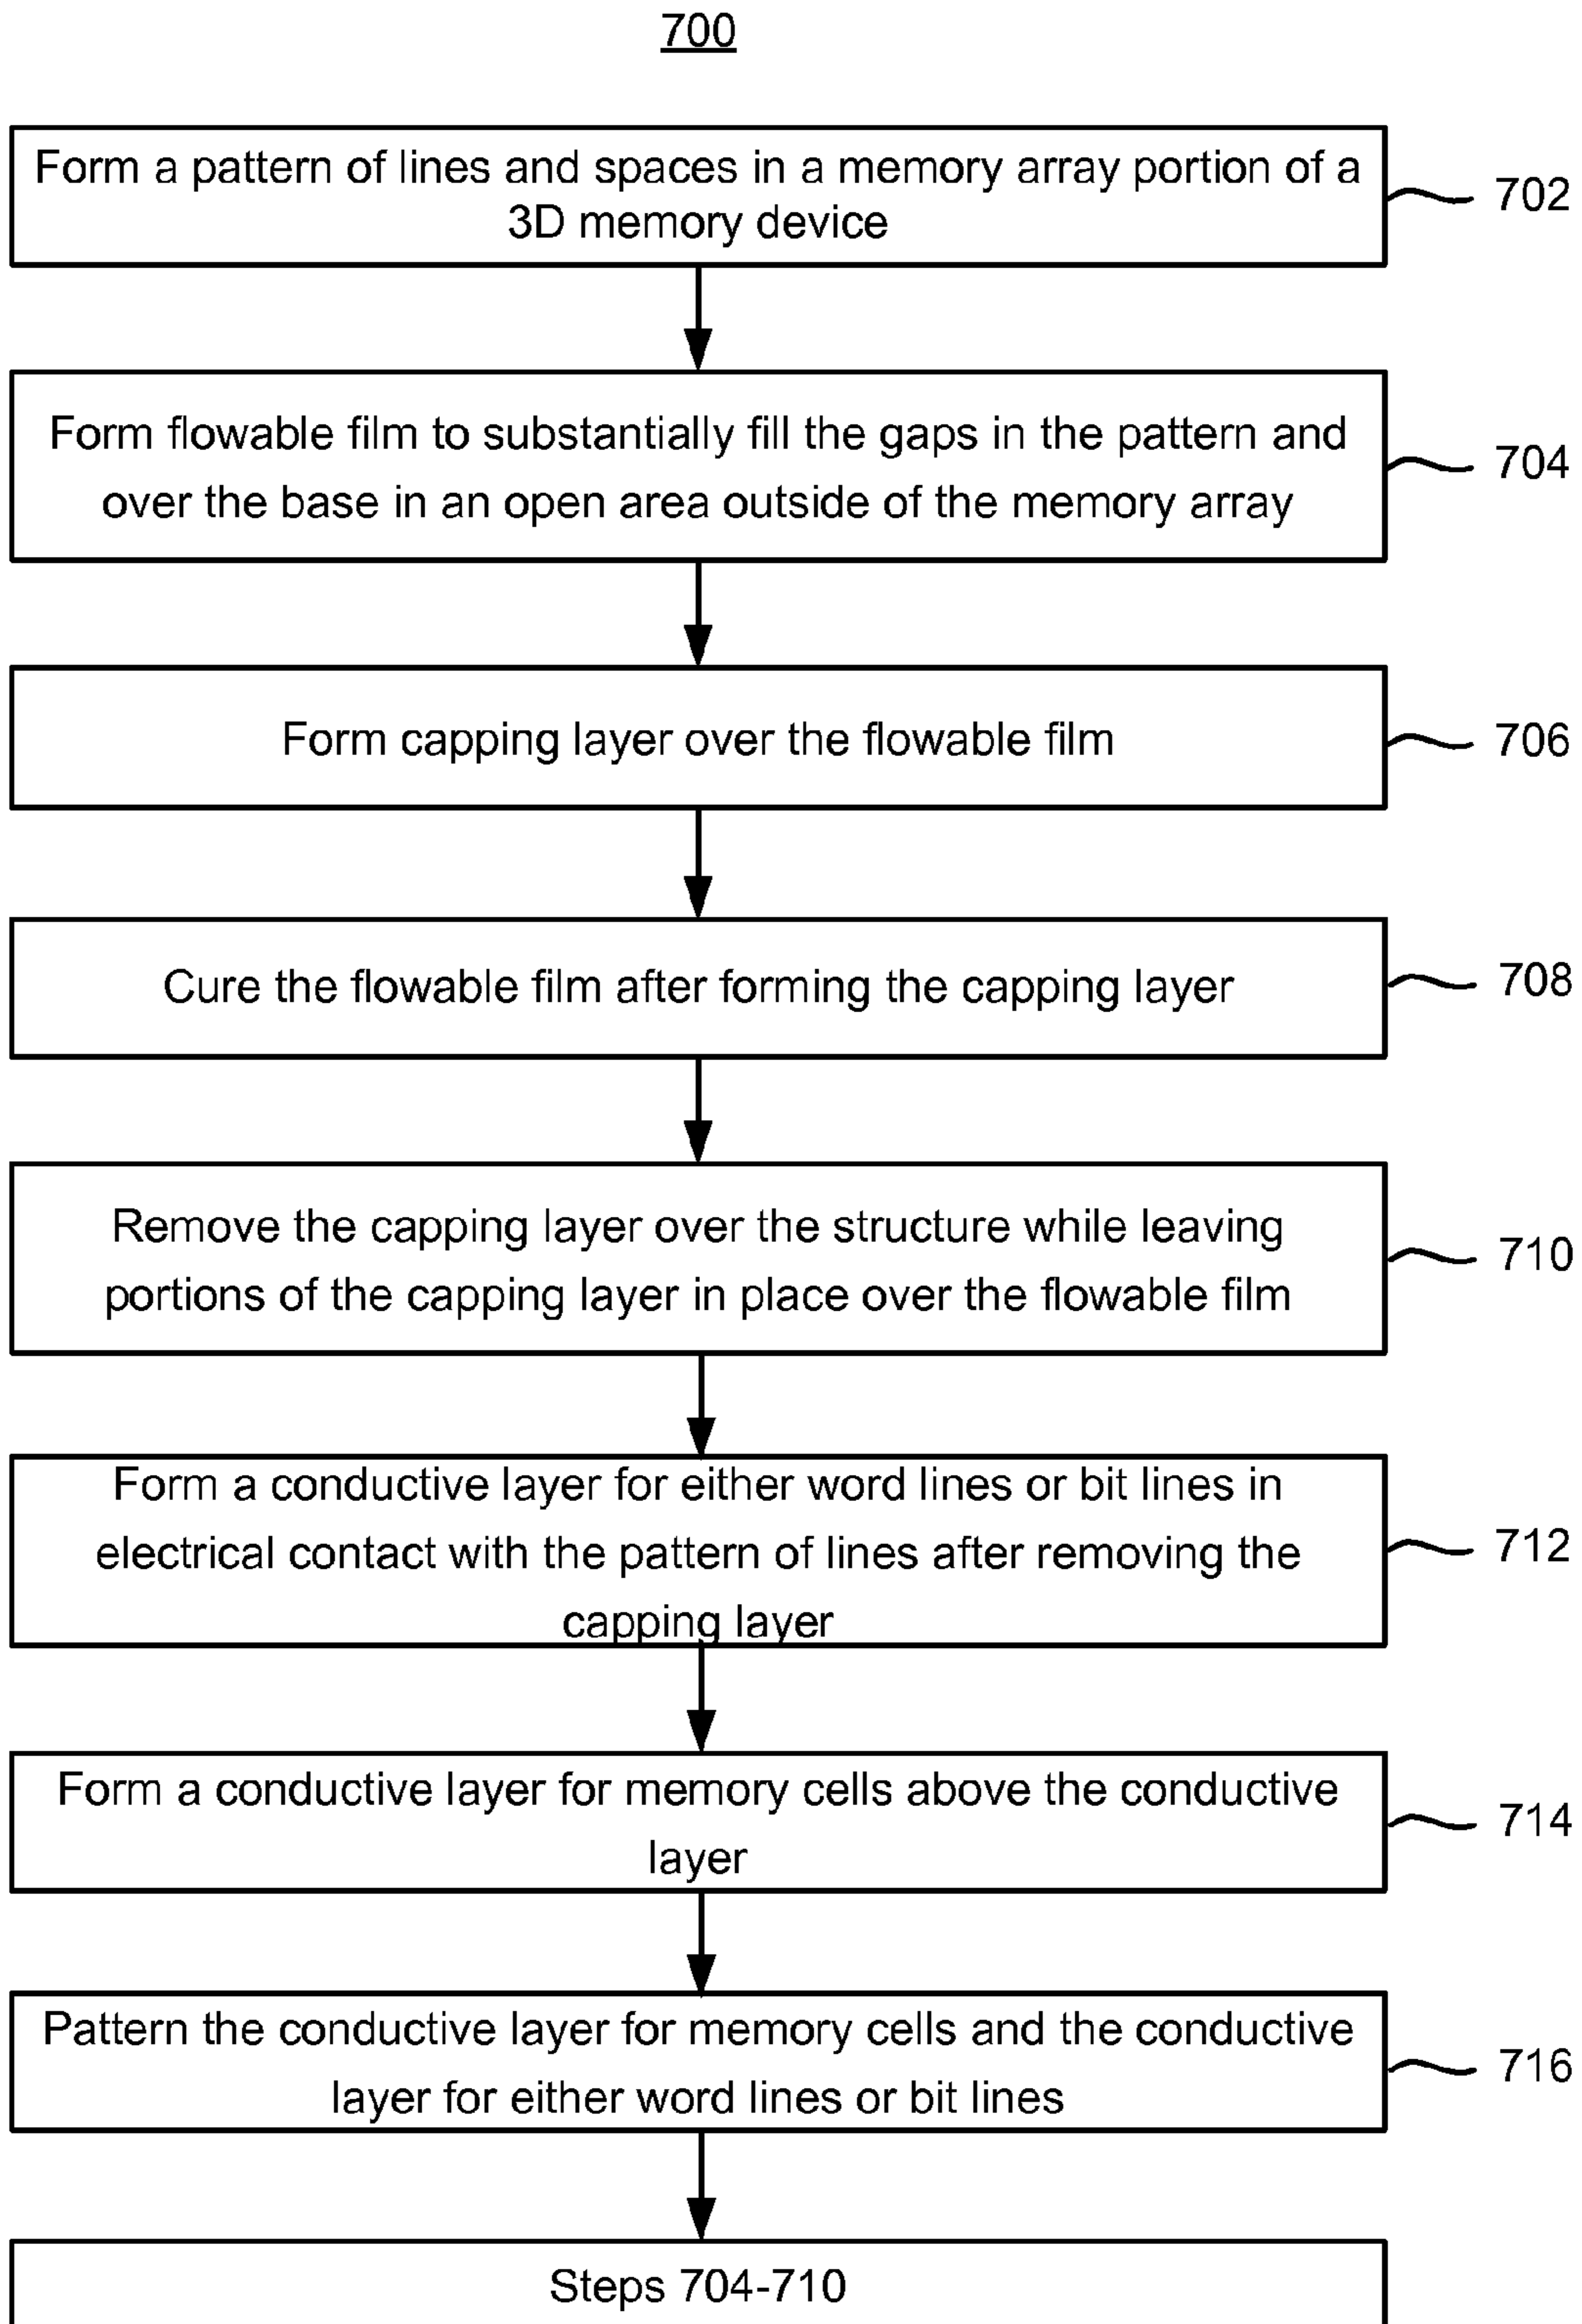 700
Form a pattern of lines and spaces in a memory array portion of a
3D memory device
702
Form flowable film to substantially fill the gaps in the pattern and
over the base in an open area outside of the memory array
704
Form capping layer over the flowable film
706
Cure the flowable film after forming the capping layer
708
Remove the capping layer over the structure while leaving
portions of the capping layer in place over the flowable film
710
Form a conductive layer for either word lines or bit lines in
electrical contact with the pattern of lines after removing the
capping layer
712
Form a conductive layer for memory cells above the conductive
layer
714
Pattern the conductive layer for memory cells and the conductive
layer for either word lines or bit lines
716
Steps 704-710